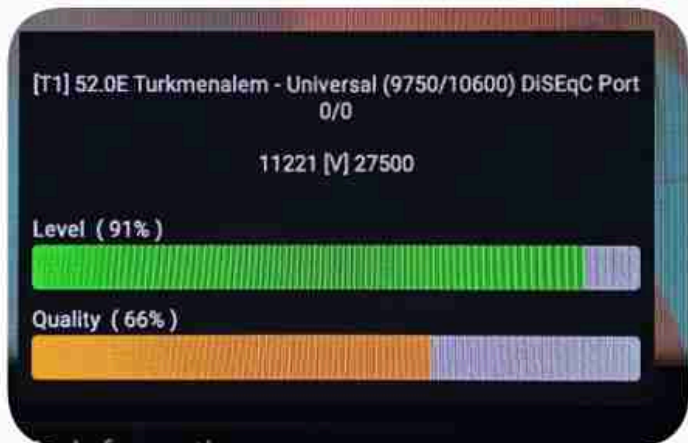 [T1] 52.0E Turkmenalem - Universal (9750/10600) DiSEqC Port
0/0
11221 [V] 27500
Level ( 91% )
Quality ( 66% )